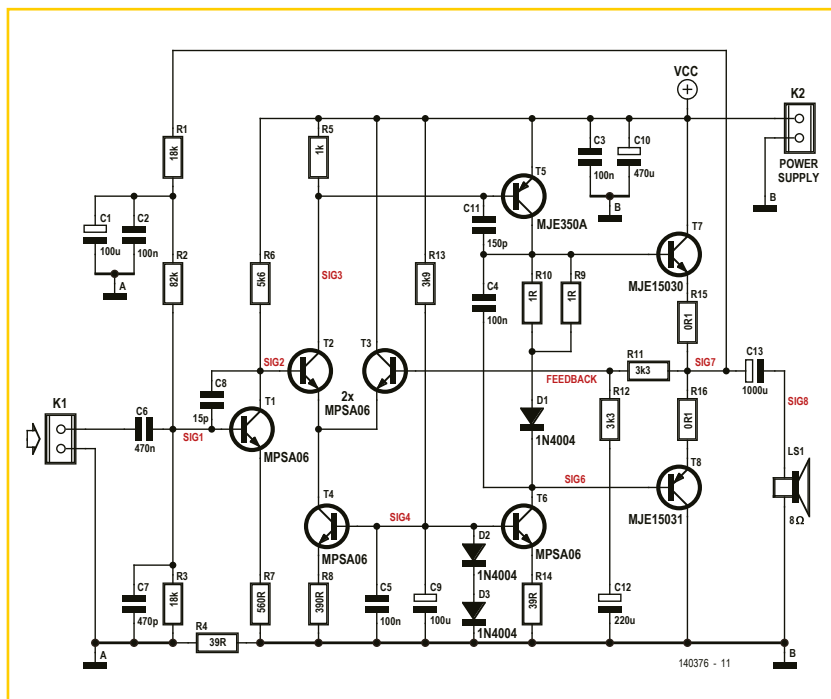 VCC
K2
POWER
SUPPLY
B
R1
18k
R5
1k
C3
100n
C10
470u
B
T5
MJE350A
C1
100u
C2
100n
A
C11
150p
R13
3k9
T7
MJE15030
R2
82k
R6
5k6
SIG3
C4
100n
R10
1R
R9
1R
R15
0R1
T2
T3
SIG2
2x
MPSA06
R11
3k3
SIG7
C13
1000u
FEEDBACK
R12
3k3
C8
15p
D1
1N4004
R16
0R1
SIG8
K1
C6
470n
SIG1
T1
MPSA06
SIG6
T8
MJE15031
LS1
8Ω
T4
MPSA06
SIG4
T6
MPSA06
D2
1N4004
C7
470p
R3
18k
R7
560R
R8
390R
C5
100n
C9
100u
D3
1N4004
R14
39R
C12
220u
R4
39R
A
B
140376 - 11